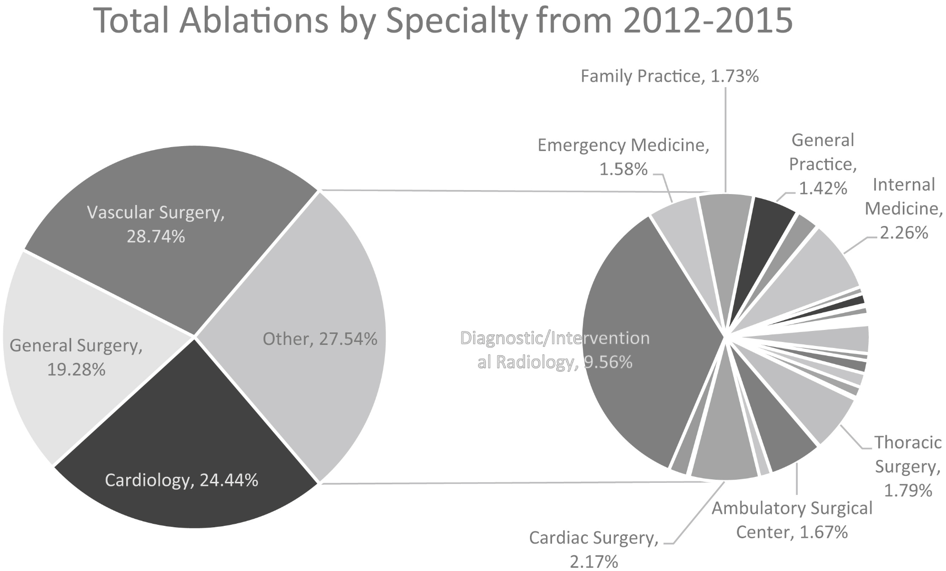 Total Ablations by Specialty from 2012-2015
Family Practice, 1.73%
Emergency Medicine,
1.58%
General
Practice,
1.42%
Internal
Medicine,
2.26%
Vascular Surgery,
28.74%
General Surgery,
19.28%
Other, 27.54%
Cardiology, 24.44%
Diagnostic/Intervention
al Radiology, 9.56%
Thoracic
Surgery,
1.79%
Ambulatory Surgical
Center, 1.67%
Cardiac Surgery,
2.17%